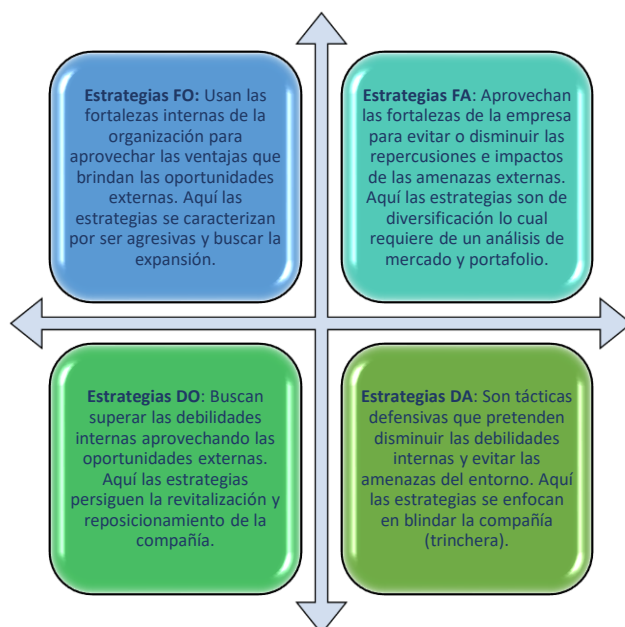 Estrategias FO: Usan las
fortalezas internas de la
organización para
aprovechar las ventajas que
brindan las oportunidades
externas. Aquí las
estrategias se caracterizan
por ser agresivas y buscar la
expansión.
Estrategias FA: Aprovechan
las fortalezas de la empresa
para evitar o disminuir las
repercusiones e impactos
de las amenazas externas.
Aquí las estrategias son de
diversificación lo cual
requiere de un análisis de
mercado y portafolio.
Estrategias DO: Buscan
superar las debilidades
internas aprovechando las
oportunidades externas.
Aquí las estrategias
persiguen la revitalización y
reposicionamiento de la
compañía.
Estrategias DA: Son tácticas
defensivas que pretenden
disminuir las debilidades
internas y evitar las
amenazas del entorno. Aquí
las estrategias se enfocan
en blindar la compañía
(trinchera).